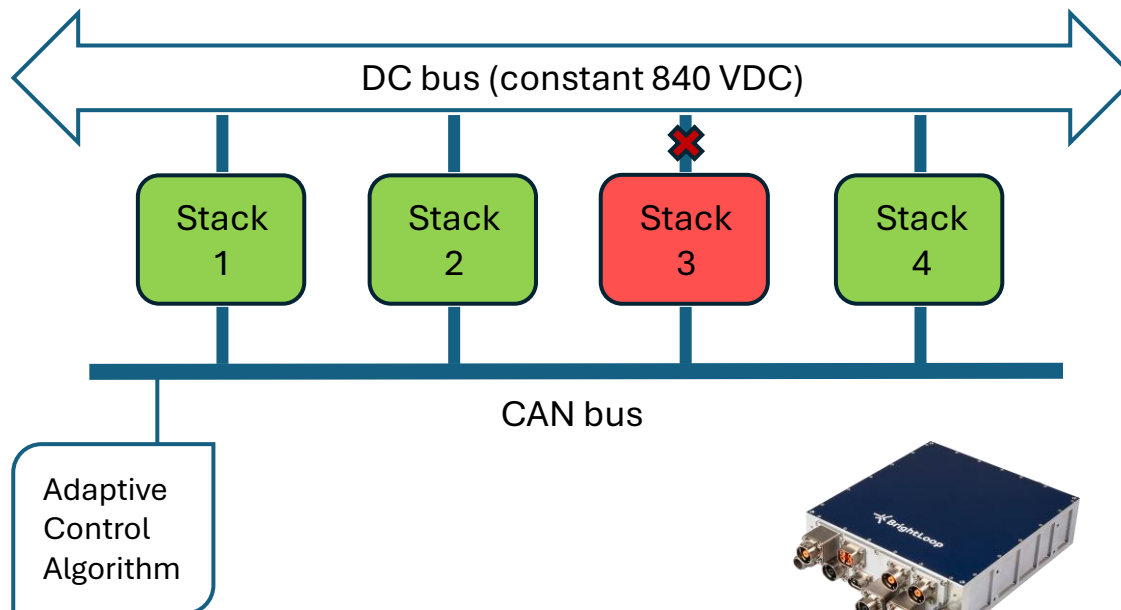 DC bus (constant 840 VDC)
Stack
1
Stack
2
Stack
3
Stack
4
CAN bus
Adaptive
Control
Algorithm
BrightLoop